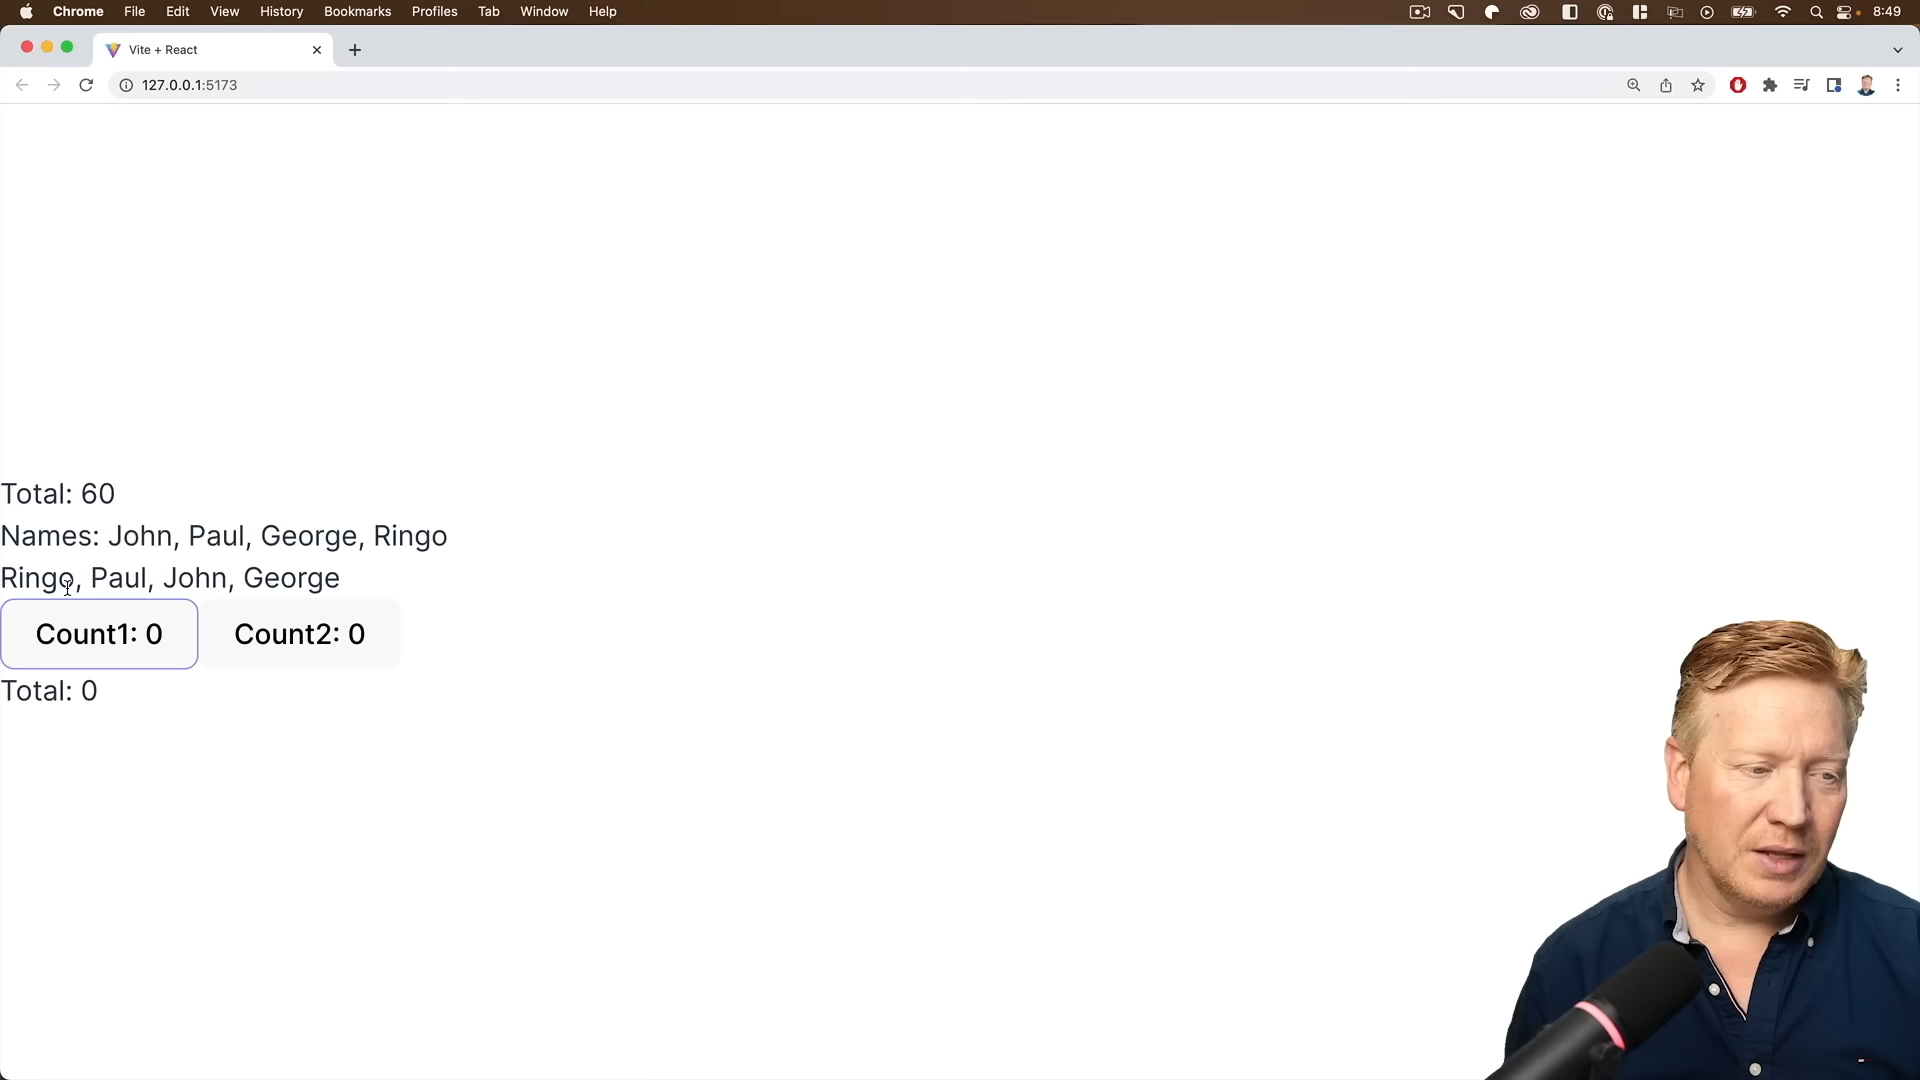 Chrome File Edit View History Bookmarks Profiles Tab Window Help 8:49
Vite + React
127.0.0.1:5173
Total: 60
Names: John, Paul, George, Ringo
Ringo, Paul, John, George
Count1: 0 Count2: 0
Total: 0